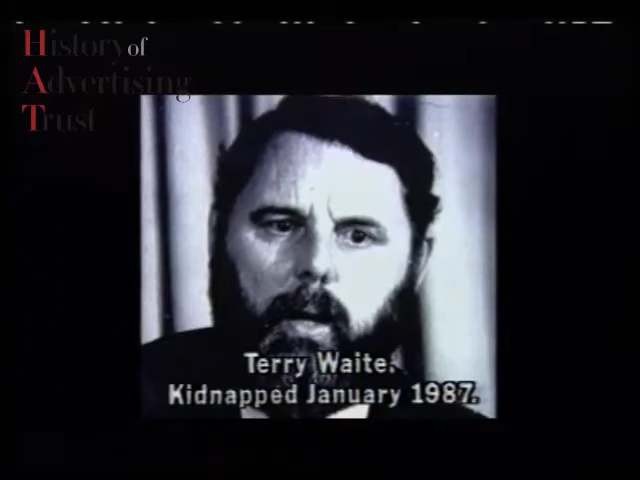 History of
Advertising
Trust
Terry Waite.
Kidnapped January 1987.